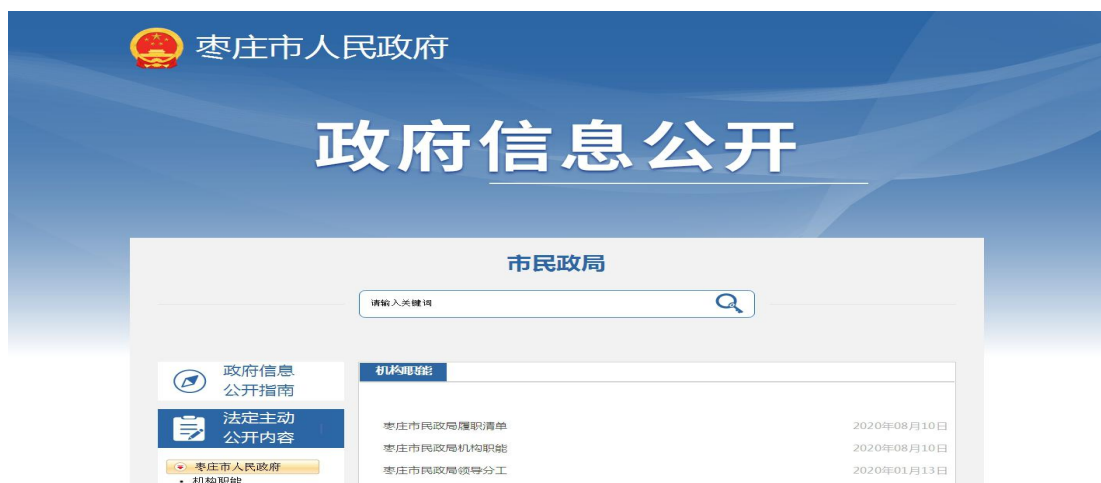 枣庄市人民政府
政府信息公开
市民政局
请输入关键词
政府信息
公开指南
法定主动
公开内容
枣庄市人民政府
机构职能
机构职能
枣庄市民政局履职清单 2020年08月10日
枣庄市民政局机构职能 2020年08月10日
枣庄市民政局领导分工 2020年01月13日